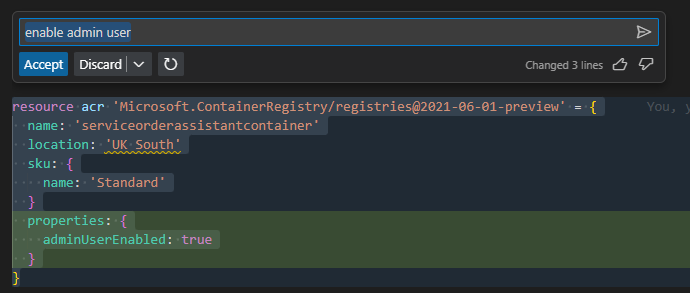 enable admin user
Accept Discard Changed 3 lines
resource acr 'Microsoft.ContainerRegistry/registries@2021-06-01-preview' = { You,
  name: 'serviceorderassistantcontainer'
  location: 'UK South'
  sku: {
    name: 'Standard'
  }
  properties: {
    adminUserEnabled: true
  }
}